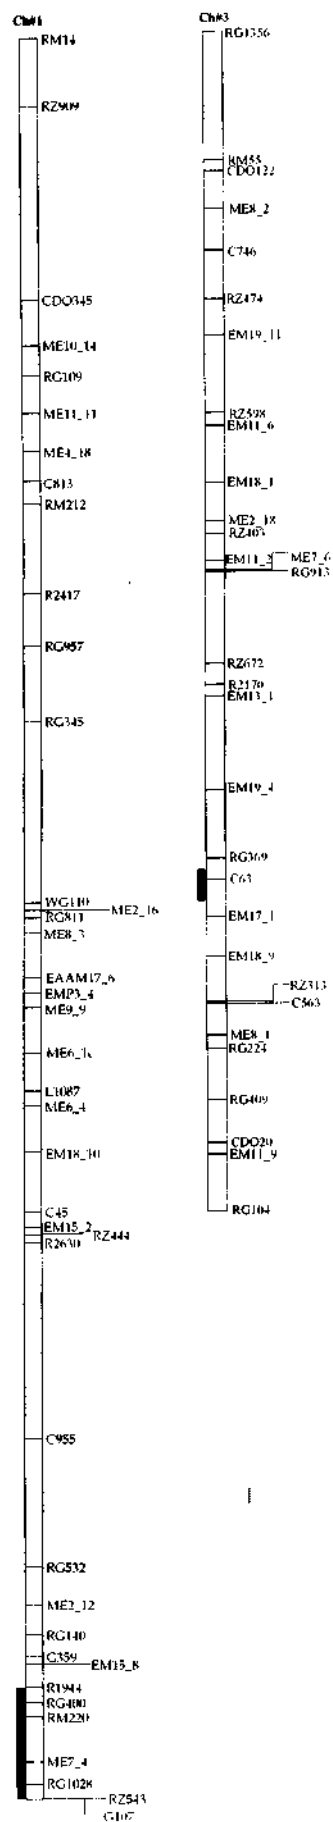 Ch#1
RM14
RZ909
CDO345
ME10_14
RG109
ME11_11
ME4_18
C813
RM212
R2417
RG957
RG345
WG110
ME2_16
RG811
ME8_3
EAAM17_6
EMP3_4
ME9_9
L1087
ME6_4
EM18_10
C45
EM15_2
RZ444
R2630
C955
RG532
ME2_12
RG140
G359
EM15_8
R1944
RG400
RM220
ME7_4
RG1028
RZ543
G107
Ch#3
RG1356
RM55
CDO122
ME8_2
C746
RZ474
EM19_11
RZ598
EM11_6
EM18_1
ME2_18
RZ403
EM11_2
ME7_6
RG913
RZ672
R2170
EM13_1
EM19_4
RG369
C63
EM17_1
EM18_9
RZ313
C563
ME8_1
RG224
RG409
CDO20
EM11_9
RG104